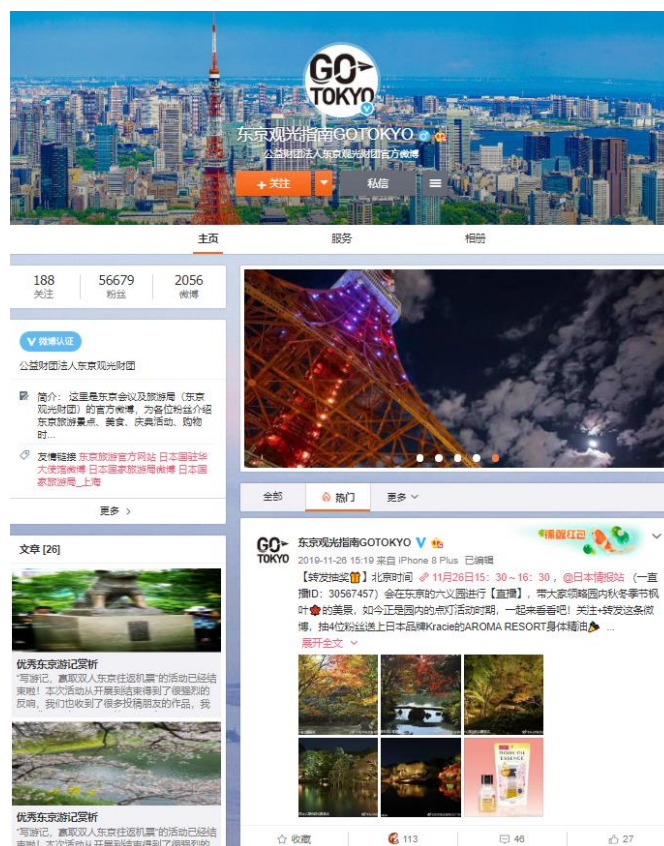 GO
TOKYO
东京观光指南GOTOKYO
公益财团法人东京观光财团官方微博
+关注
私信
主页
服务
相册
188
关注
56679
粉丝
2056
微博
V 微博认证
公益财团法人东京观光财团
简介: 这里是东京会议及旅游局（东京
观光财团）的官方微博，为各位粉丝介绍
东京旅游景点、美食、庆典活动、购物
时...
友情链接 东京旅游官方网站 日本国驻华
大使馆微博 日本国家旅游局微博 日本国
家旅游局_上海
更多 >
文章 [26]
优秀东京游记赏析
“写游记，赢取双人东京往返机票”的活动已经结
束啦！本次活动从开展到结束得到了很强烈的
反响，我们也收到了很多投稿朋友的作品，我
优秀东京游记赏析
“写游记，赢取双人东京往返机票”的活动已经结
束啦！本次活动从开展到结束得到了很强烈的
全部
热门
更多
GO
TOKYO
东京观光指南GOTOKYO V
锦鲤红包
2019-11-26 15:19 来自 iPhone 8 Plus 已编辑
【转发抽奖】北京时间 11月26日15：30~16：30，@日本情报站 （一直
播ID：30567457）会在东京的六义园进行【直播】，带大家领略园内秋冬季节枫
叶的美景，如今正是园内的点灯活动时期，一起来看看吧！关注+转发这条微
博，抽4位粉丝送上日本品牌Kracie的AROMA RESORT身体精油 ...
展开全文
BODY OIL
ESSENCE
收藏
113
46
27